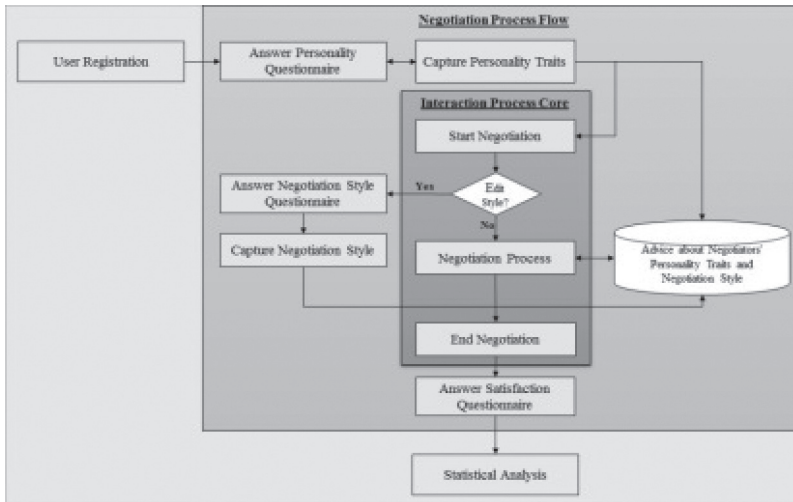 Negotiation Process Flow
User Registration
Answer Personality
Questionnaire
Capture Personality Traits
Interaction Process Core
Start Negotiation
Answer Negotiation Style
Questionnaire
Yes
Edit
Style?
No
Capture Negotiation Style
Negotiation Process
Advice about Negotiators'
Personality Traits and
Negotiation Style
End Negotiation
Answer Satisfaction
Questionnaire
Statistical Analysis